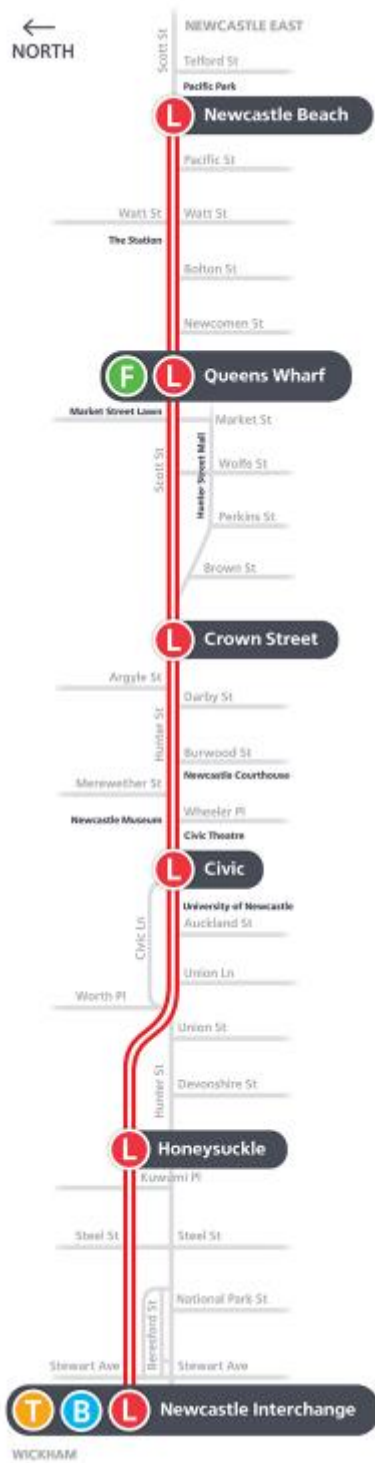 NEWCASTLE EAST
NORTH
Scott St
Telford St
Pacific Park
L Newcastle Beach
Pacific St
Watt St
Watt St
The Station
Bolton St
Newcomen St
F L Queens Wharf
Market Street Lawn
Market St
Scott St
Hunter Street Mall
Wolfe St
Perkins St
Brown St
L Crown Street
Argyle St
Darby St
Hunter St
Burwood St
Newcastle Courthouse
Merewether St
Wheeler Pl
Newcastle Museum
Civic Theatre
L Civic
University of Newcastle
Auckland St
Civic Ln
Union Ln
Worth Pl
Union St
Hunter St
Devonshire St
L Honeysuckle
Kuwumi Pl
Steel St
Steel St
Beresford St
National Park St
Stewart Ave
Stewart Ave
T B L Newcastle Interchange
WICKHAM